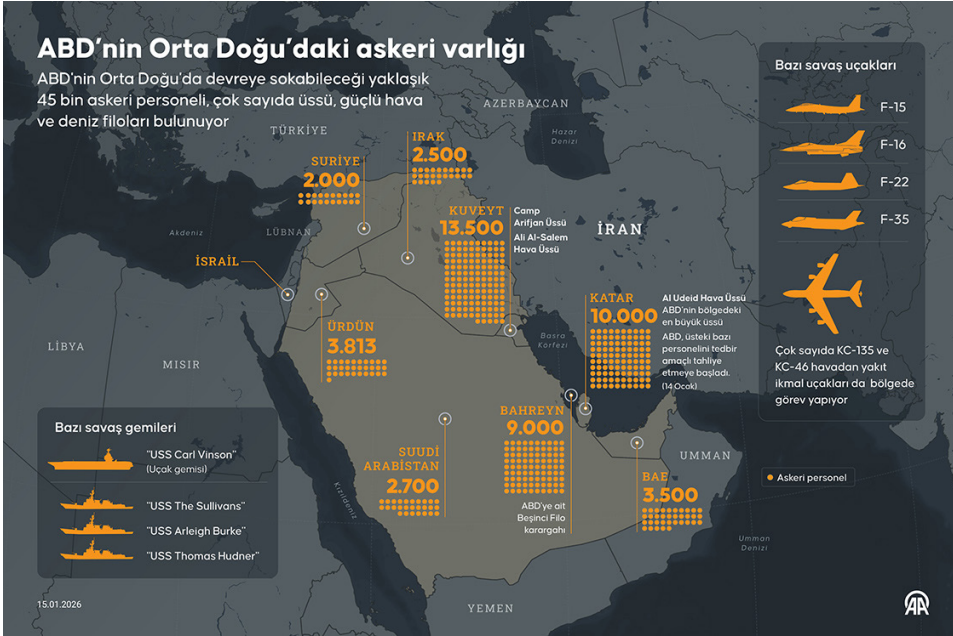 ABD'nin Orta Doğu'daki askeri varlığı
ABD'nin Orta Doğu'da devreye sokabileceği yaklaşık
45 bin askeri personeli, çok sayıda üssü, güçlü hava
ve deniz filoları bulunuyor
Bazı savaş uçakları
F-15
F-16
F-22
F-35
Çok sayıda KC-135 ve
KC-46 havadan yakıt
ikmal uçakları da bölgede
görev yapıyor
AZERBAYCAN
Hazar
Denizi
TÜRKİYE
IRAK
2.500
SURİYE
2.000
KUVEYT
13.500
Camp
Arifjan Üssü
Ali Al-Salem
Hava Üssü
İRAN
Akdeniz
LÜBNAN
İSRAİL
ÜRDÜN
3.813
KATAR
10.000
Al Udeid Hava Üssü
ABD'nin bölgedeki
en büyük üssü
ABD, üsteki bazı
personelini tedbir
amaçlı tahliye
etmeye başladı.
(14 Ocak)
Basra
Körfezi
LİBYA
MISIR
BAHREYN
9.000
ABD'ye ait
Beşinci Filo
karargahı
SUUDİ
ARABİSTAN
2.700
BAE
3.500
UMMAN
Askeri personel
Umman
Denizi
Kızıldeniz
YEMEN
Bazı savaş gemileri
"USS Carl Vinson"
(Uçak gemisi)
"USS The Sullivans"
"USS Arleigh Burke"
"USS Thomas Hudner"
15.01.2026
AA